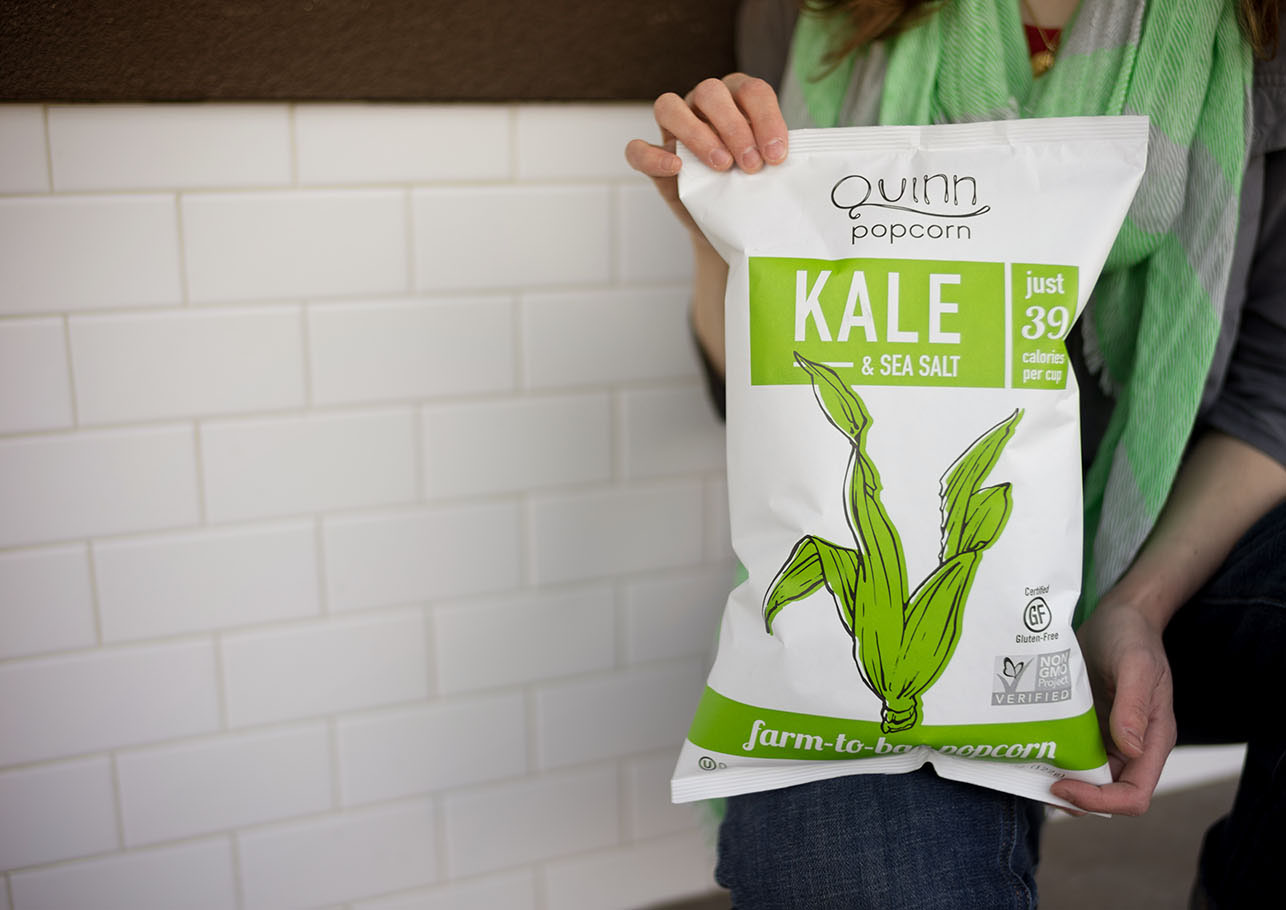 Quinn
popcorn
KALE
& SEA SALT
just
39
calories
per cup
Certified
GF
Gluten-Free
NON
GMO
Project
VERIFIED
farm-to-bag popcorn
U D